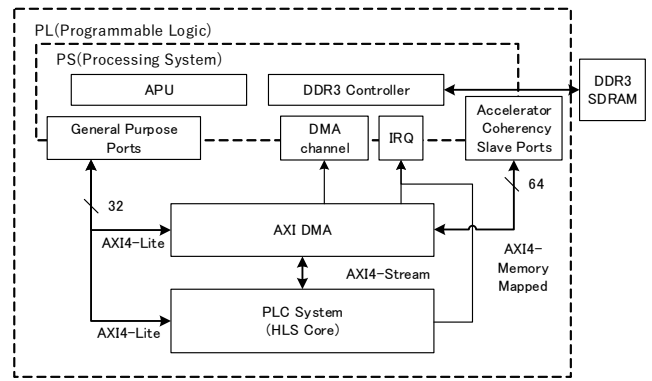 PL(Programmable Logic)
PS(Processing System)
APU
DDR3 Controller
DDR3
SDRAM
General Purpose
Ports
DMA
channel
IRQ
Accelerator
Coherency
Slave Ports
32
64
AXI4-Lite
AXI DMA
AXI4-
Memory
Mapped
AXI4-Stream
AXI4-Lite
PLC System
(HLS Core)